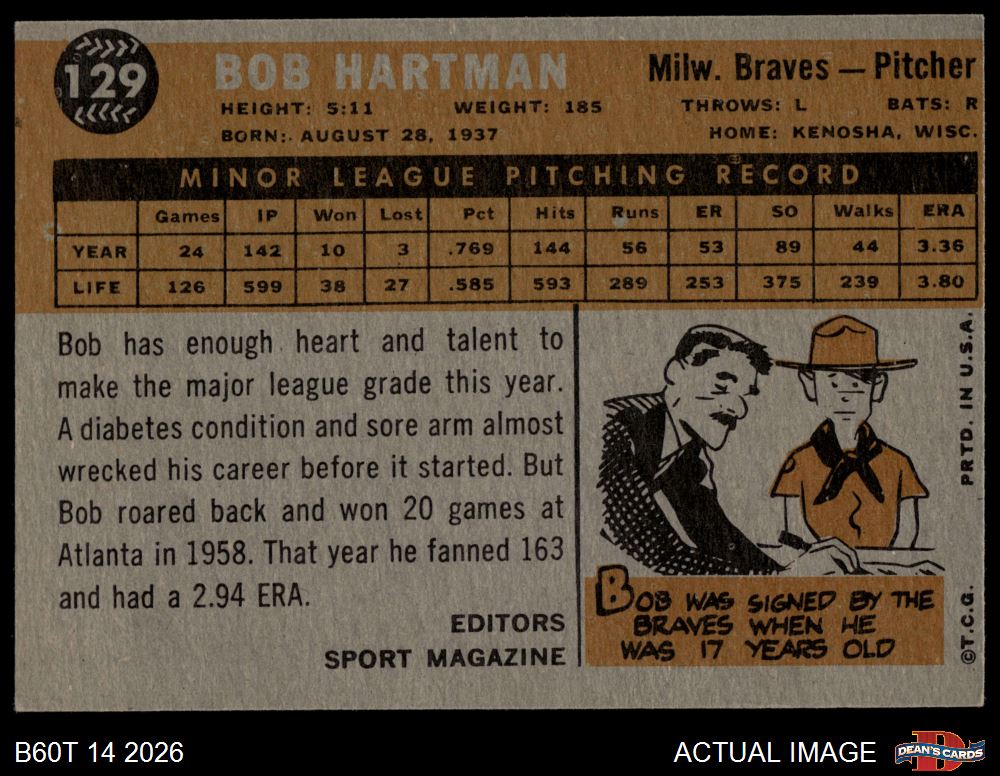 129
BOB HARTMAN
Milw. Braves — Pitcher
HEIGHT: 5:11 WEIGHT: 185 THROWS: L BATS: R
BORN: AUGUST 28, 1937 HOME: KENOSHA, WISC.
MINOR LEAGUE PITCHING RECORD
Games IP Won Lost Pct Hits Runs ER SO Walks ERA
YEAR 24 142 10 3 .769 144 56 53 89 44 3.36
LIFE 126 599 38 27 .585 593 289 253 375 239 3.80
Bob has enough heart and talent to
make the major league grade this year.
A diabetes condition and sore arm almost
wrecked his career before it started. But
Bob roared back and won 20 games at
Atlanta in 1958. That year he fanned 163
and had a 2.94 ERA.
EDITORS
SPORT MAGAZINE
BOB WAS SIGNED BY THE
BRAVES WHEN HE
WAS 17 YEARS OLD
PRTD. IN U.S.A.
©T.C.G.
B60T 14 2026
ACTUAL IMAGE
DEAN'S CARDS